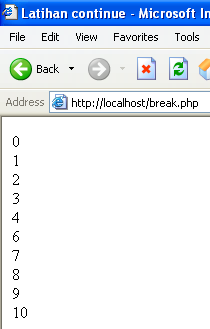 Latihan continue - Microsoft In
File Edit View Favorites Tools
Back
Address http://localhost/break.php
0
1
2
3
4
6
7
8
9
10